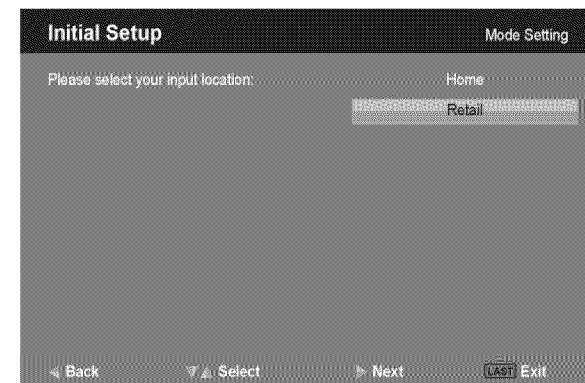 Initial Setup
Mode Setting
Please select your input location:
Home
Retail
Back
Select
Next
LAST Exit